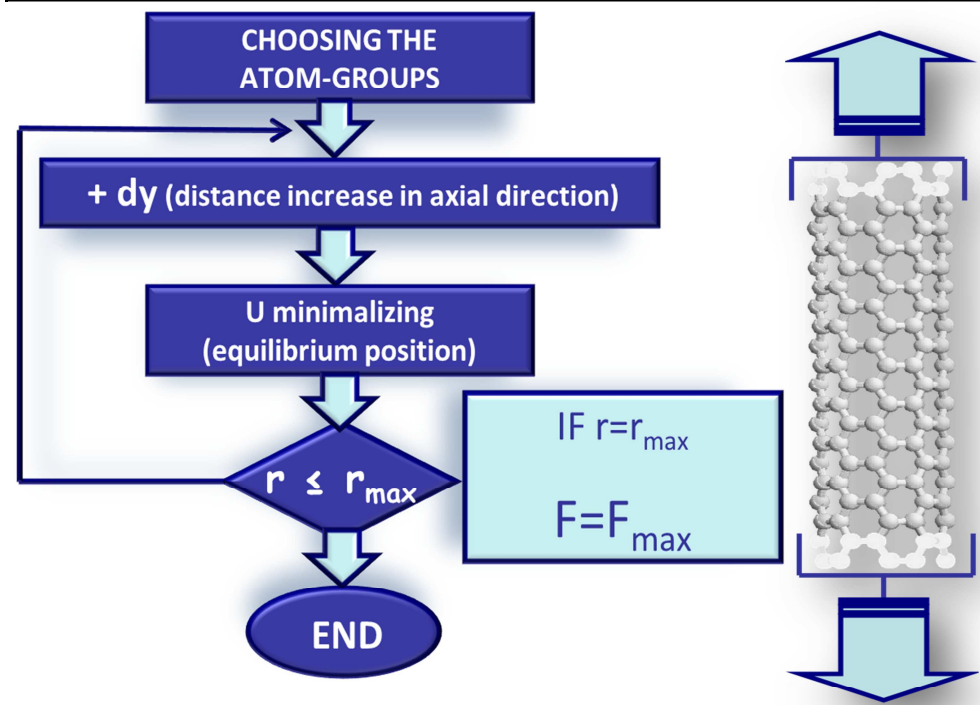 CHOOSING THE
ATOM-GROUPS
+ dy (distance increase in axial direction)
U minimalizing
(equilibrium position)
r ≤ rmax
IF r=rmax
F=Fmax
END